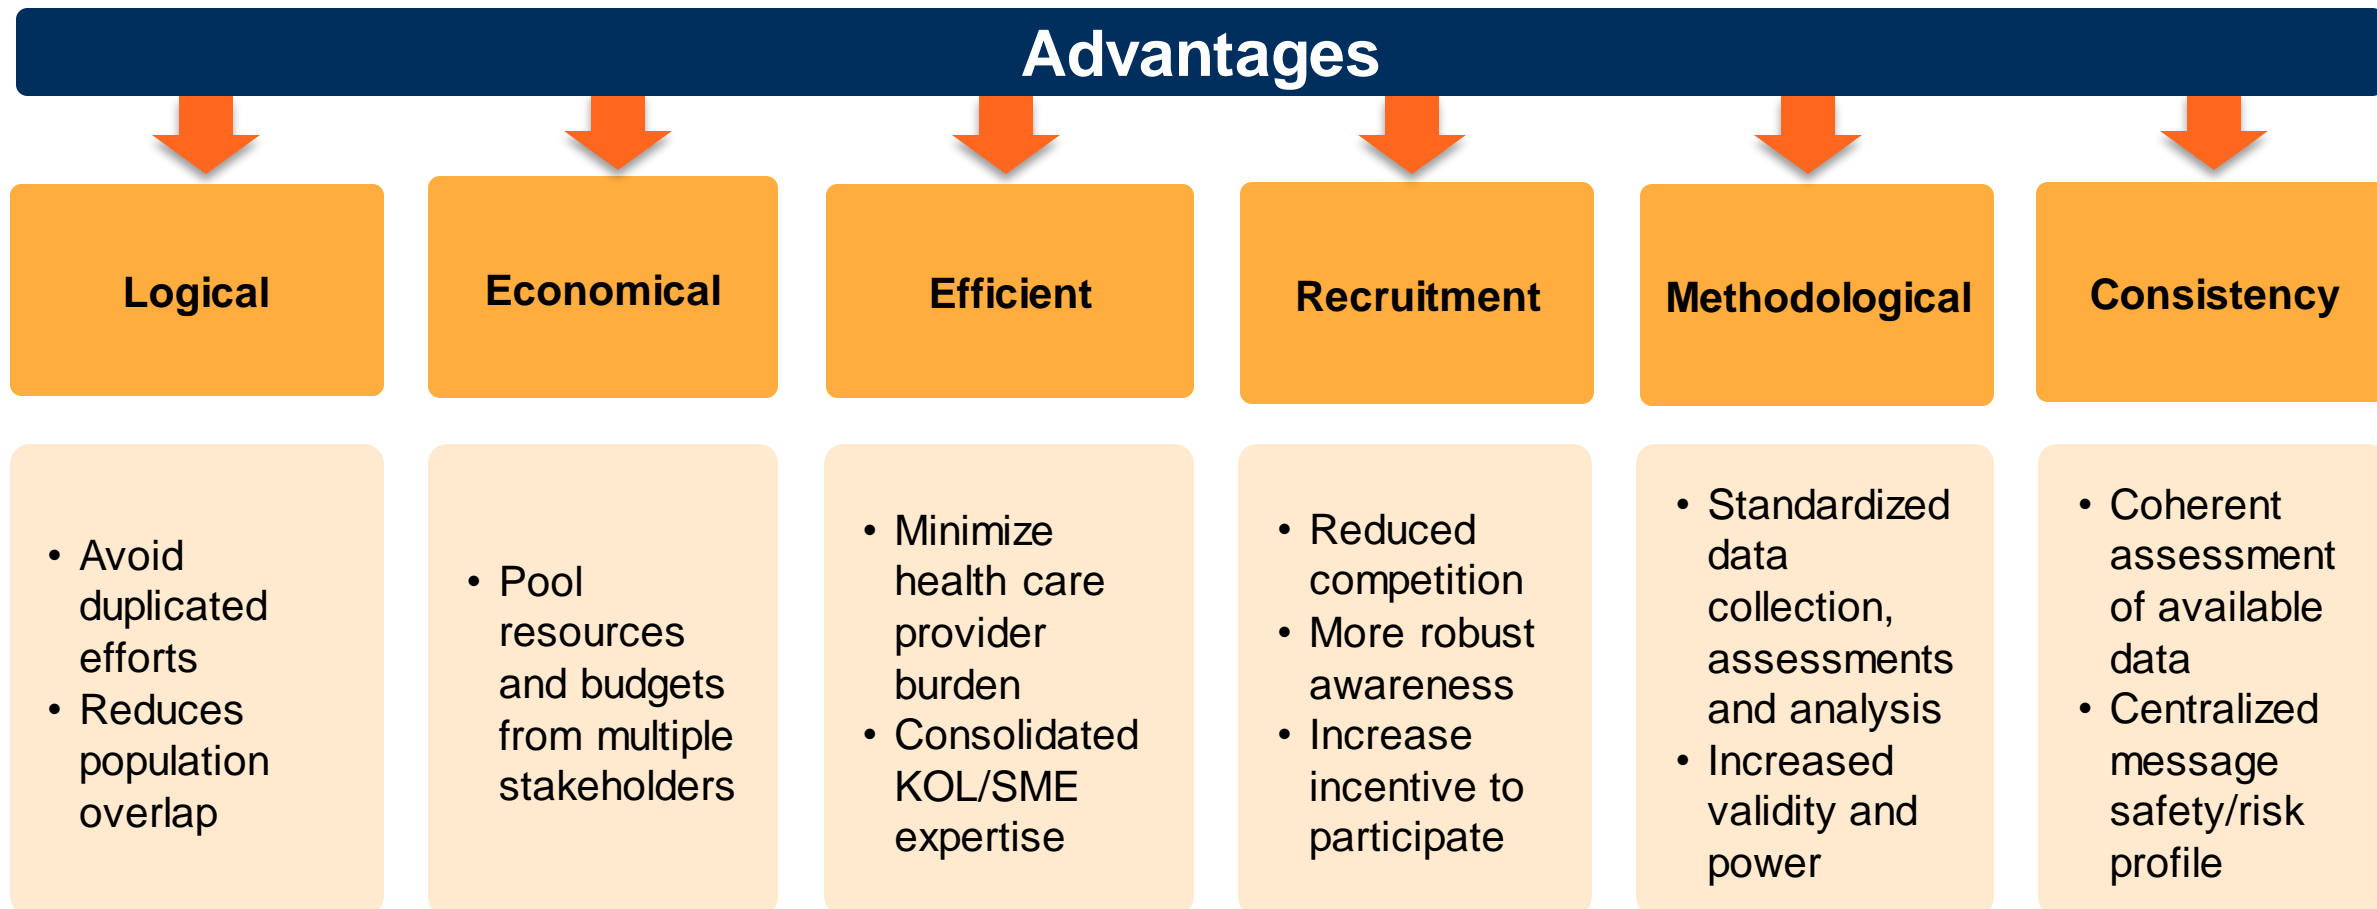 Advantages
Logical
Economical
Efficient
Recruitment
Methodological
Consistency
• Avoid
duplicated
efforts
• Reduces
population
overlap
• Pool
resources
and budgets
from multiple
stakeholders
• Minimize
health care
provider
burden
• Consolidated
KOL/SME
expertise
• Reduced
competition
• More robust
awareness
• Increase
incentive to
participate
• Standardized
data
collection,
assessments
and analysis
• Increased
validity and
power
• Coherent
assessment
of available
data
• Centralized
message
safety/risk
profile